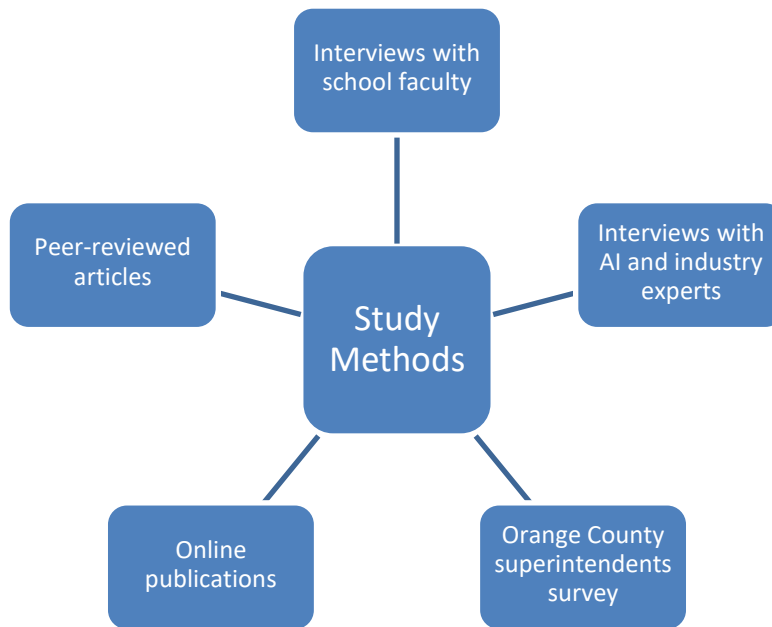 Interviews with
school faculty
Peer-reviewed
articles
Interviews with
AI and industry
experts
Study
Methods
Online
publications
Orange County
superintendents
survey